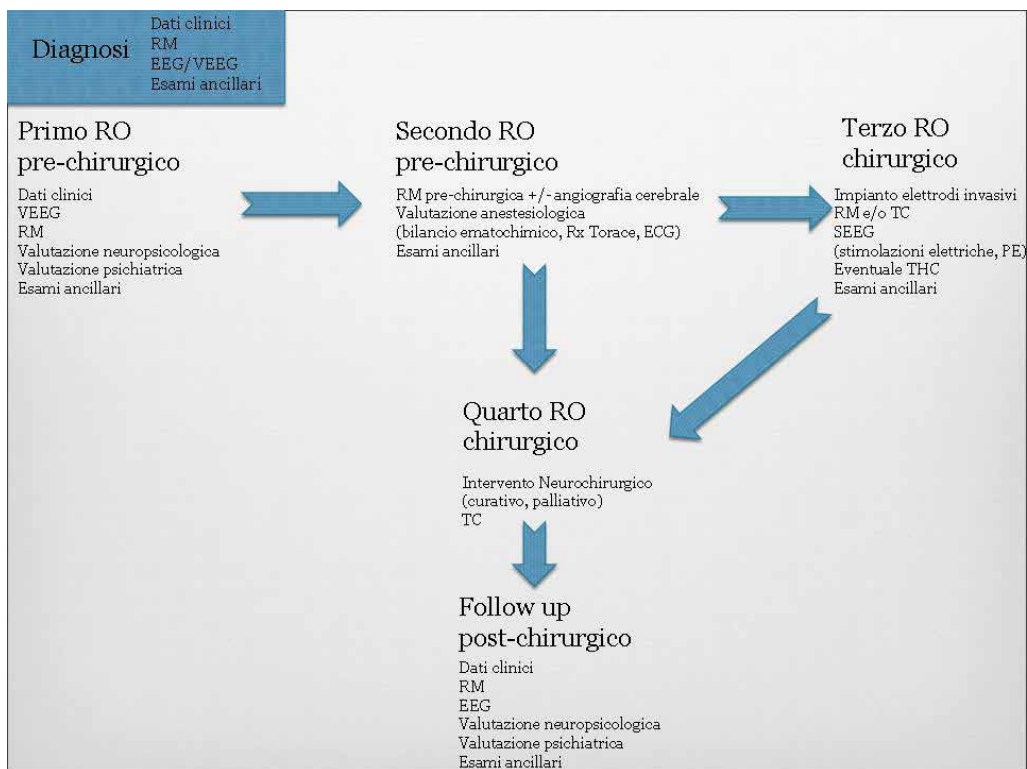 Diagnosi
Dati clinici
RM
EEG/VEEG
Esami ancillari
Primo RO
pre-chirurgico
Dati clinici
VEEG
RM
Valutazione neuropsicologica
Valutazione psichiatrica
Esami ancillari
Secondo RO
pre-chirurgico
RM pre-chirurgica +/- angiografia cerebrale
Valutazione anestesiologica
(bilancio ematochimico, Rx Torace, ECG)
Esami ancillari
Terzo RO
chirurgico
Impianto elettrodi invasivi
RM e/o TC
SEEG
(stimolazioni elettriche, PE)
Eventuale THC
Esami ancillari
Quarto RO
chirurgico
Intervento Neurochirurgico
(curativo, palliativo)
TC
Follow up
post-chirurgico
Dati clinici
RM
EEG
Valutazione neuropsicologica
Valutazione psichiatrica
Esami ancillari